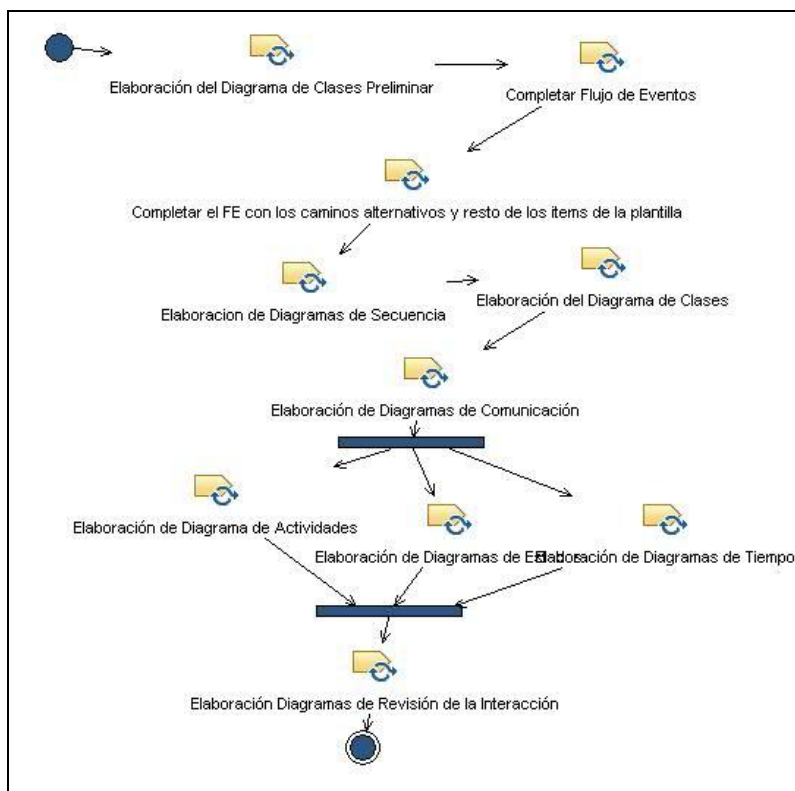 Elaboración del Diagrama de Clases Preliminar
Completar Flujo de Eventos
Completar el FE con los caminos alternativos y resto de los items de la plantilla
Elaboracion de Diagramas de Secuencia
Elaboración del Diagrama de Clases
Elaboración de Diagramas de Comunicación
Elaboración de Diagrama de Actividades
Elaboración de Diagramas de
Elaboración de Diagramas de Tiempo
Elaboración Diagramas de Revisión de la Interacción